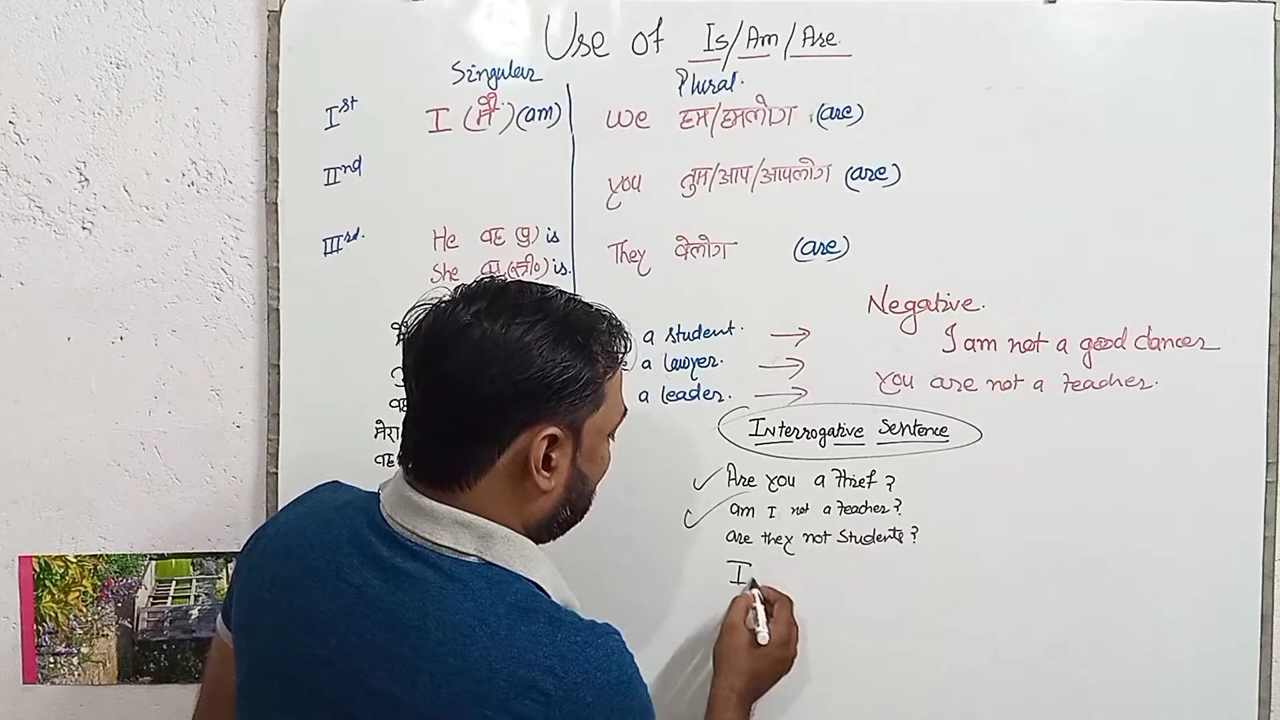 Use of Is/Am/Are
Singular Plural.
Ist I (मैं) (am) we हम/हमलोग (are)
IInd you तुम/आप/आपलोग (are)
IIIrd. He वह (पु) is They वेलोग (are)
She वह (स्त्री०) is.
Negative.
a student. → I am not a good dancer
a lawyer. → you are not a teacher.
a leader. →
Interrogative Sentence
मेरा
वह
Are you a thief?
am I not a teacher?
are they not students?
I